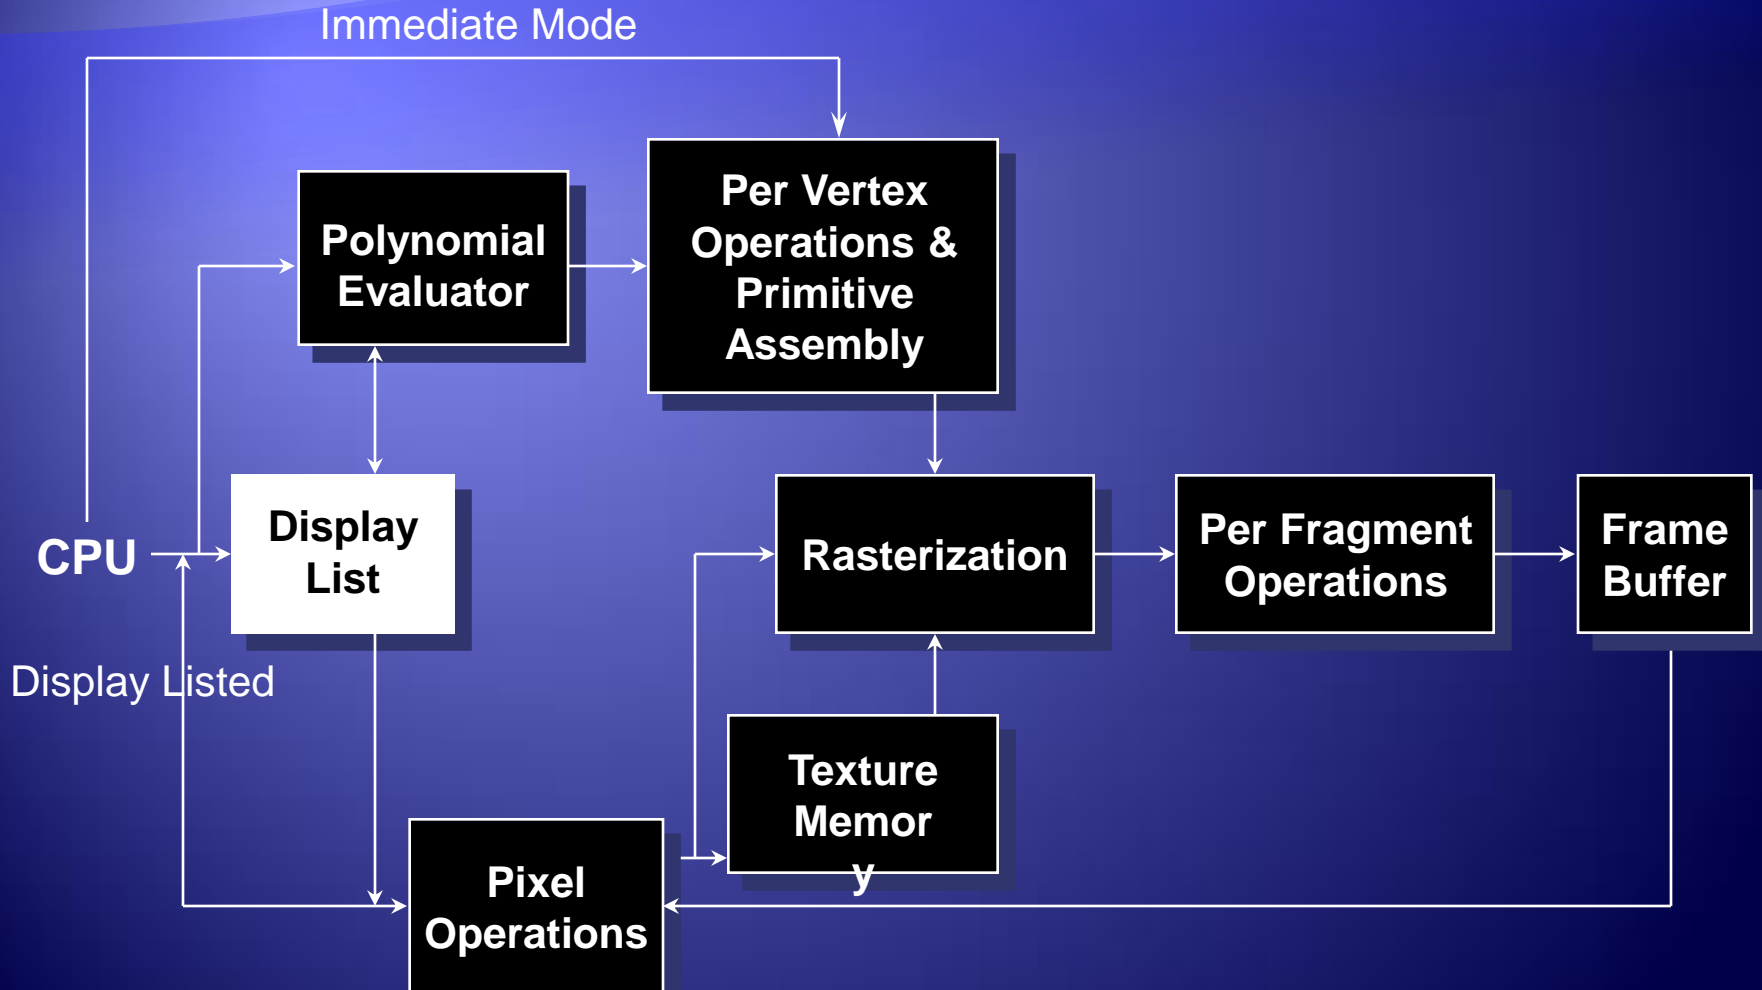 Immediate Mode
Polynomial
Evaluator
Per Vertex
Operations &
Primitive
Assembly
CPU
Display
List
Rasterization
Per Fragment
Operations
Frame
Buffer
Display Listed
Texture
Memor
y
Pixel
Operations